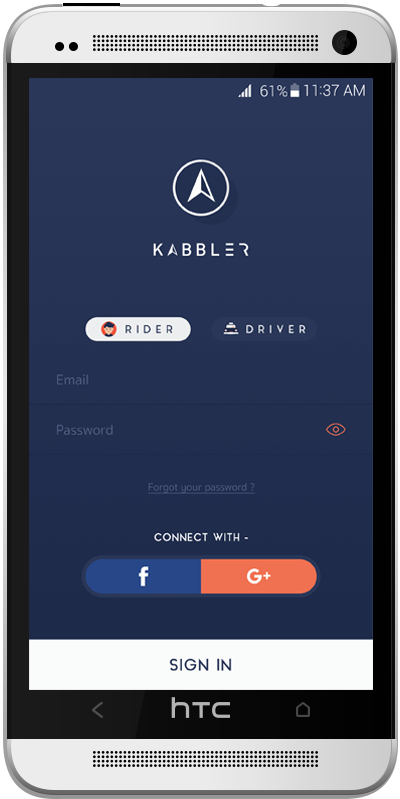 61% 11:37 AM
KABBLER
RIDER DRIVER
Email
Password
Forgot your password ?
CONNECT WITH -
f G+
SIGN IN
hTC